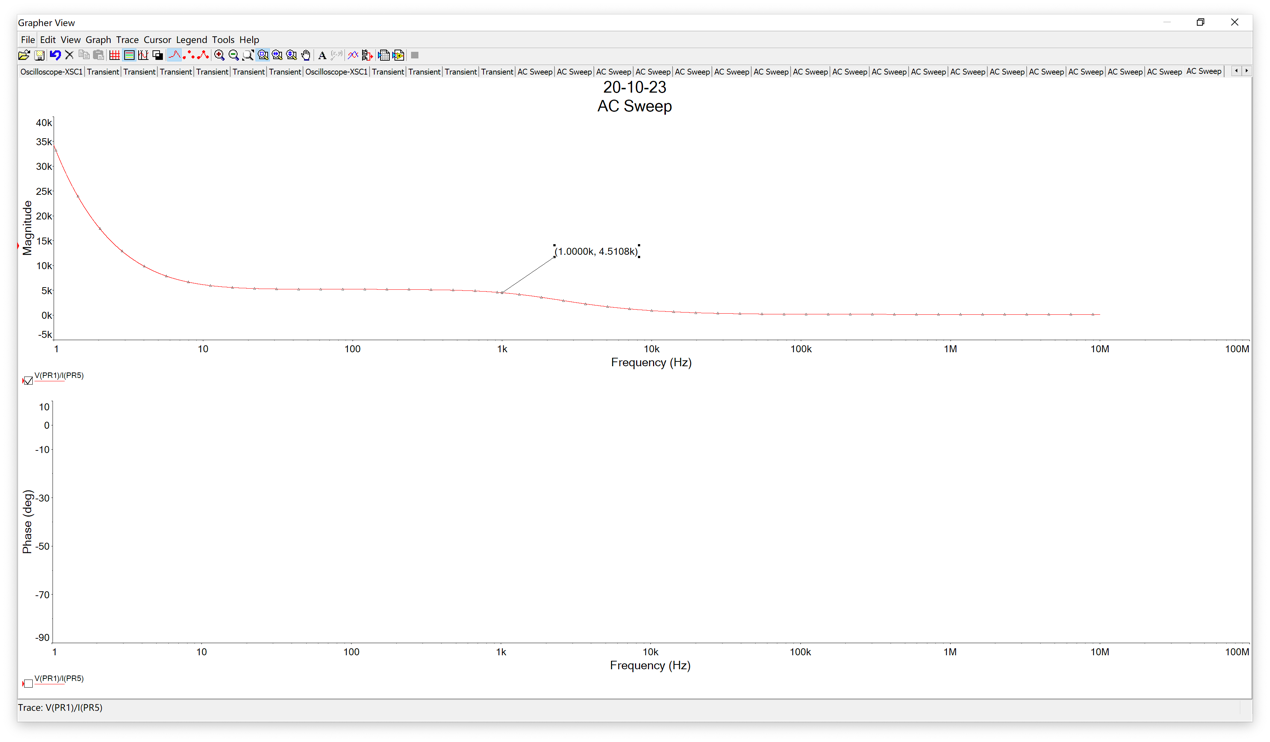 Grapher View
File Edit View Graph Trace Cursor Legend Tools Help
A
Oscilloscope-XSC1 Transient Transient Transient Transient Transient Transient Oscilloscope-XSC1 Transient Transient Transient Transient AC Sweep AC Sweep AC Sweep AC Sweep AC Sweep AC Sweep AC Sweep AC Sweep AC Sweep AC Sweep AC Sweep AC Sweep AC Sweep AC Sweep AC Sweep AC Sweep AC Sweep AC Sweep
20-10-23
AC Sweep
Magnitude
40k
35k
30k
25k
20k
15k
10k
5k
0k
-5k
(1.0000k, 4.5108k)
1 10 100 1k 10k 100k 1M 10M 100M
Frequency (Hz)
V(PR1)/I(PR5)
Phase (deg)
10
0
-10
-30
-50
-70
-90
1 10 100 1k 10k 100k 1M 10M 100M
Frequency (Hz)
V(PR1)/I(PR5)
Trace: V(PR1)/I(PR5)